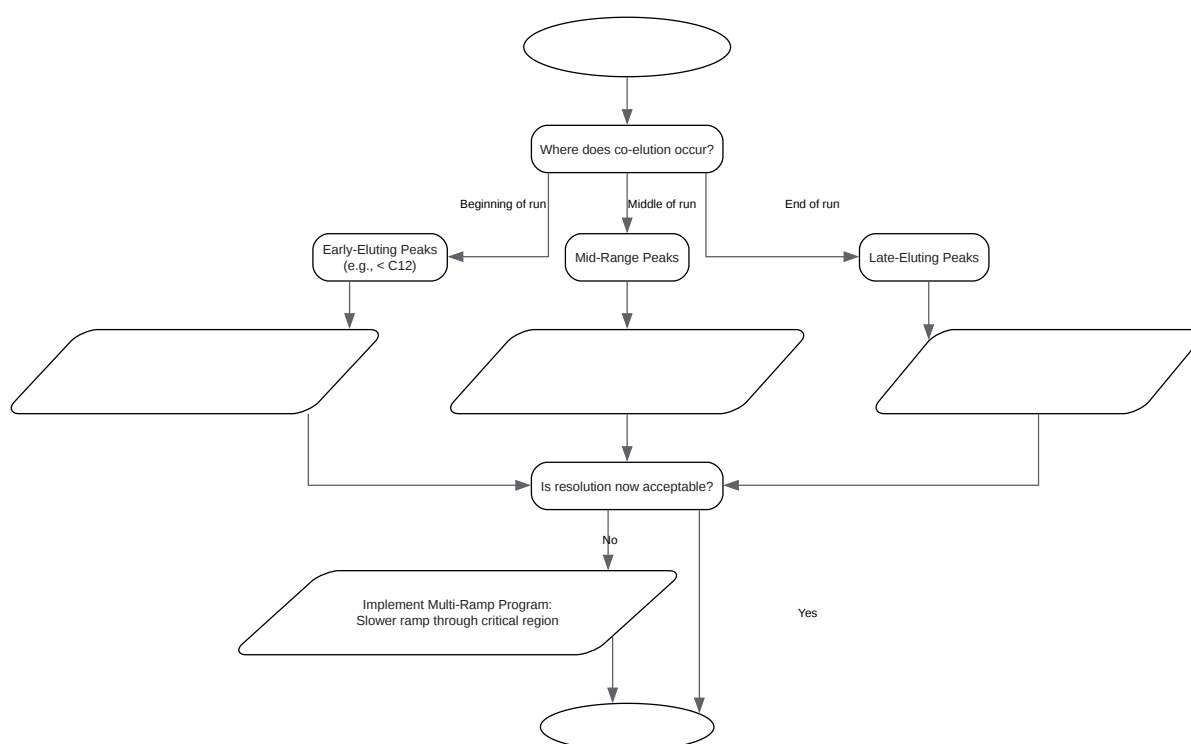 Where does co-elution occur?
Beginning of run
Middle of run
End of run
Early-Eluting Peaks
(e.g., < C12)
Mid-Range Peaks
Late-Eluting Peaks
Is resolution now acceptable?
No
Implement Multi-Ramp Program:
Slower ramp through critical region
Yes